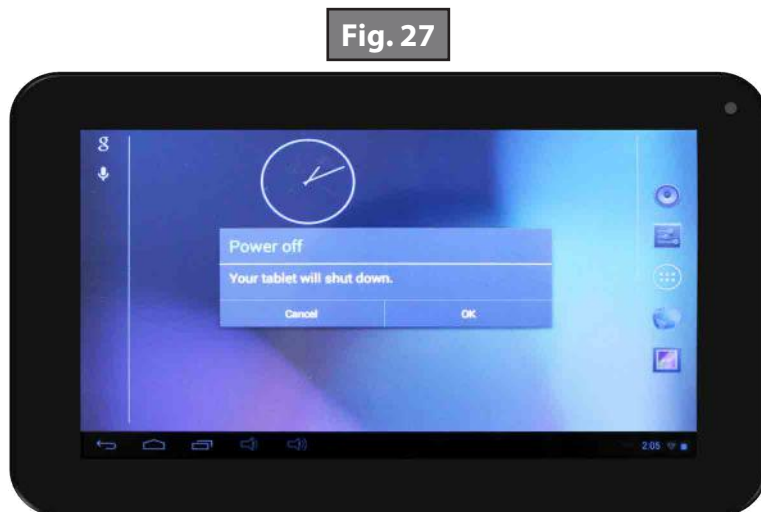 Fig. 27
g
Power off
Your tablet will shut down.
Cancel
OK
2:05